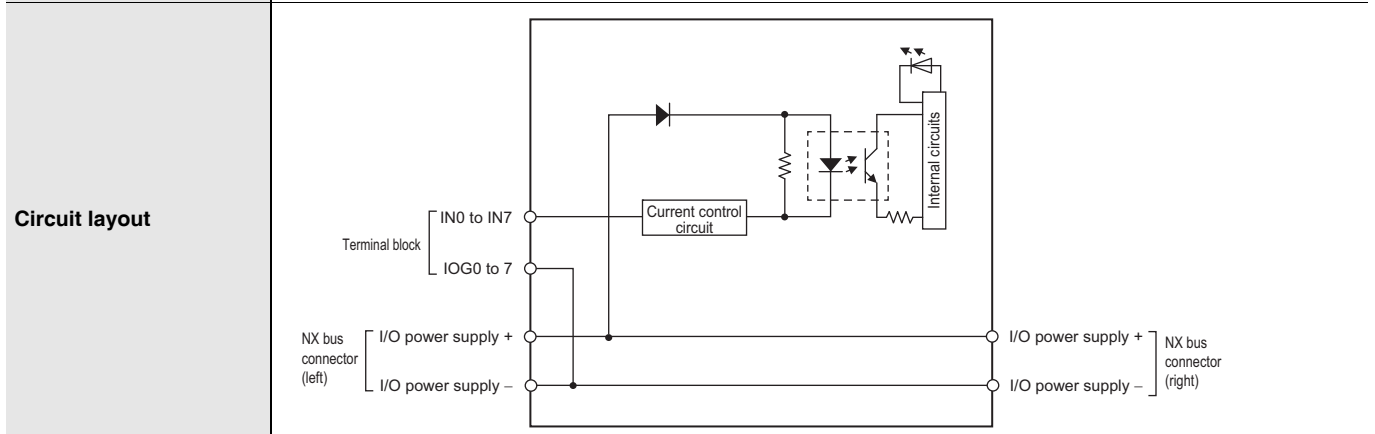 Circuit layout
Internal circuits
IN0 to IN7
Current control
circuit
Terminal block
IOG0 to 7
NX bus
connector
(left)
I/O power supply +
I/O power supply –
I/O power supply +
I/O power supply –
NX bus
connector
(right)